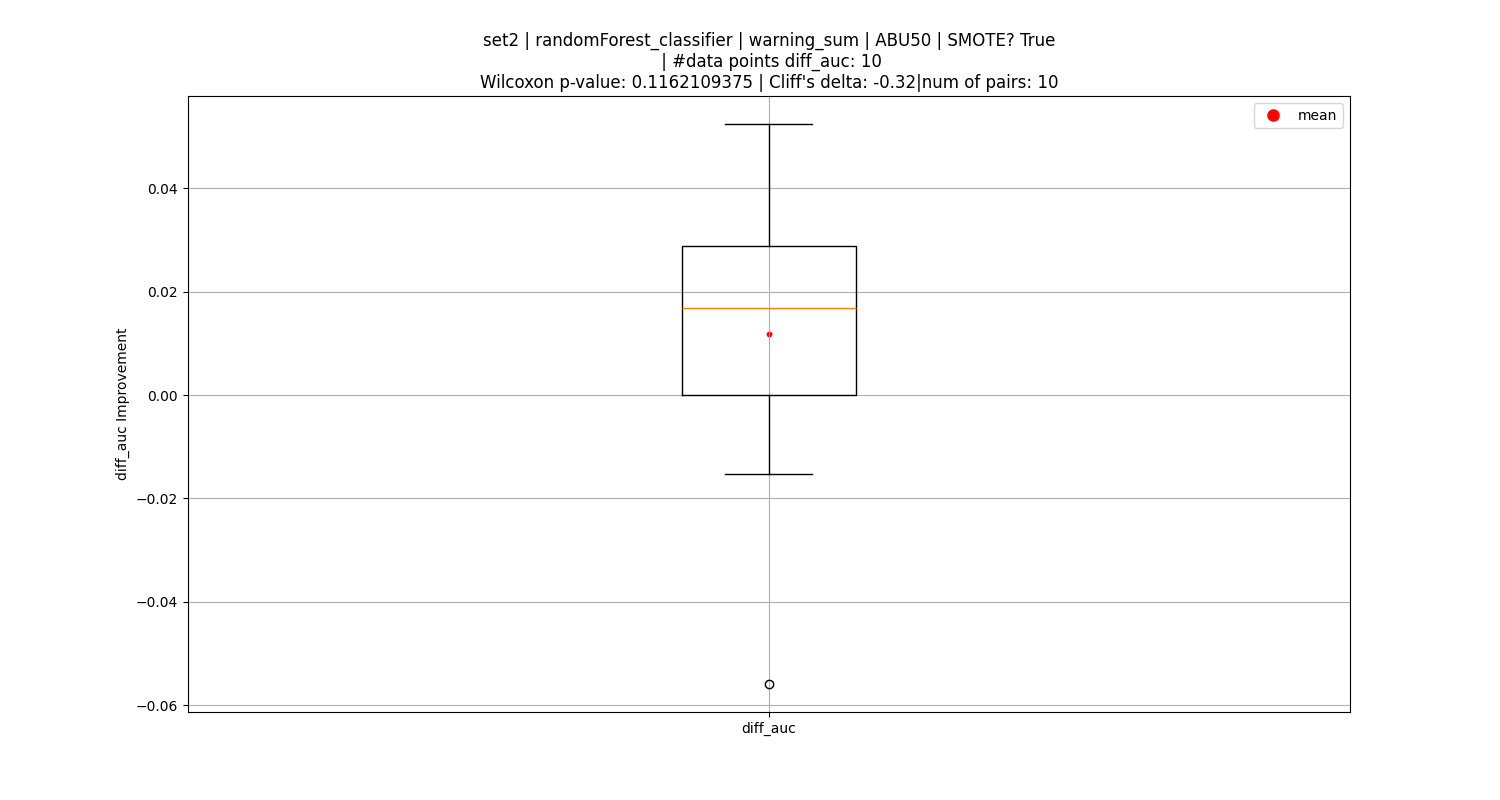 set2 | randomForest_classifier | warning_sum | ABU50 | SMOTE? True
| #data points diff_auc: 10
Wilcoxon p-value: 0.1162109375 | Cliff's delta: -0.32|num of pairs: 10
mean
0.04
0.02
0.00
−0.02
−0.04
−0.06
diff_auc Improvement
diff_auc